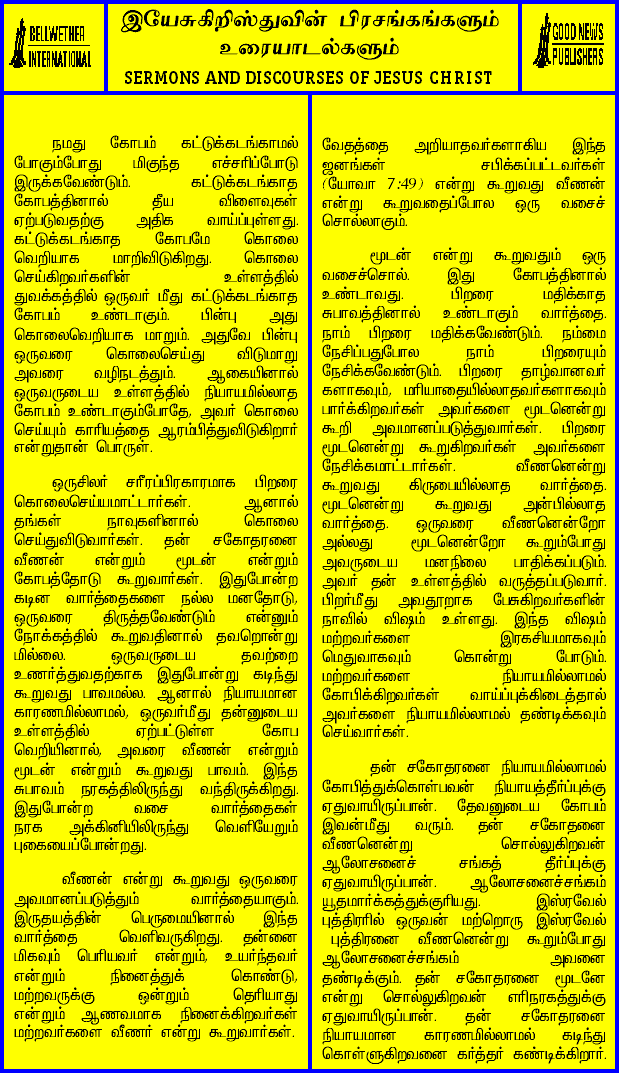 BELLWETHER
INTERNATIONAL
இயேசுகிறிஸ்துவின் பிரசங்கங்களும்
உரையாடல்களும்
SERMONS AND DISCOURSES OF JESUS CHRIST
GOOD NEWS
PUBLISHERS
நமது கோபம் கட்டுக்கடங்காமல்
போகும்போது மிகுந்த எச்சரிப்போடு
இருக்கவேண்டும். கட்டுக்கடங்காத
கோபத்தினால் தீய விளைவுகள்
ஏற்படுவதற்கு அதிக வாய்ப்புள்ளது.
கட்டுக்கடங்காத கோபமே கொலை
வெறியாக மாறிவிடுகிறது. கொலை
செய்கிறவர்களின் உள்ளத்தில்
துவக்கத்தில் ஒருவர் மீது கட்டுக்கடங்காத
கோபம் உண்டாகும். பின்பு அது
கொலைவெறியாக மாறும். அதுவே பின்பு
ஒருவரை கொலைசெய்து விடுமாறு
அவரை வழிநடத்தும். ஆகையினால்
ஒருவருடைய உள்ளத்தில் நியாயமில்லாத
கோபம் உண்டாகும்போதே, அவர் கொலை
செய்யும் காரியத்தை ஆரம்பித்துவிடுகிறார்
என்றுதான் பொருள்.
ஒருசிலர் சரீரப்பிரகாரமாக பிறரை
கொலைசெய்யமாட்டார்கள். ஆனால்
தங்கள் நாவுகளினால் கொலை
செய்துவிடுவார்கள். தன் சகோதரனை
வீணன் என்றும் மூடன் என்றும்
கோபத்தோடு கூறுவார்கள். இதுபோன்ற
கடின வார்த்தைகளை நல்ல மனதோடு,
ஒருவரை திருத்தவேண்டும் என்னும்
நோக்கத்தில் கூறுவதினால் தவறொன்று
மில்லை. ஒருவருடைய தவற்றை
உணர்த்துவதற்காக இதுபோன்று கடிந்து
கூறுவது பாவமல்ல. ஆனால் நியாயமான
காரணமில்லாமல், ஒருவர்மீது தன்னுடைய
உள்ளத்தில் ஏற்பட்டுள்ள கோப
வெறியினால், அவரை வீணன் என்றும்
மூடன் என்றும் கூறுவது பாவம். இந்த
சுபாவம் நரகத்திலிருந்து வந்திருக்கிறது.
இதுபோன்ற வசை வார்த்தைகள்
நரக அக்கினியிலிருந்து வெளியேறும்
புகையைப்போன்றது.
வீணன் என்று கூறுவது ஒருவரை
அவமானப்படுத்தும் வார்த்தையாகும்.
இருதயத்தின் பெருமையினால் இந்த
வார்த்தை வெளிவருகிறது. தன்னை
மிகவும் பெரியவர் என்றும், உயர்ந்தவர்
என்றும் நினைத்துக் கொண்டு,
மற்றவருக்கு ஒன்றும் தெரியாது
என்றும் ஆணவமாக நினைக்கிறவர்கள்
மற்றவர்களை வீணர் என்று கூறுவார்கள்.
வேதத்தை அறியாதவர்களாகிய இந்த
ஜனங்கள் சபிக்கப்பட்டவர்கள்
(யோவா 7:49) என்று கூறுவது வீணன்
என்று கூறுவதைப்போல ஒரு வசைச்
சொல்லாகும்.
மூடன் என்று கூறுவதும் ஒரு
வசைச்சொல். இது கோபத்தினால்
உண்டாவது. பிறரை மதிக்காத
சுபாவத்தினால் உண்டாகும் வார்த்தை.
நாம் பிறரை மதிக்கவேண்டும். நம்மை
நேசிப்பதுபோல நாம் பிறரையும்
நேசிக்கவேண்டும். பிறரை தாழ்வானவர்
களாகவும், மரியாதையில்லாதவர்களாகவும்
பார்க்கிறவர்கள் அவர்களை மூடனென்று
கூறி அவமானப்படுத்துவார்கள். பிறரை
மூடனென்று கூறுகிறவர்கள் அவர்களை
நேசிக்கமாட்டார்கள். வீணனென்று
கூறுவது கிருபையில்லாத வார்த்தை.
மூடனென்று கூறுவது அன்பில்லாத
வார்த்தை. ஒருவரை வீணனென்றோ
அல்லது மூடனென்றோ கூறும்போது
அவருடைய மனநிலை பாதிக்கப்படும்.
அவர் தன் உள்ளத்தில் வருத்தப்படுவார்.
பிறர்மீது அவதூறாக பேசுகிறவர்களின்
நாவில் விஷம் உள்ளது. இந்த விஷம்
மற்றவர்களை இரகசியமாகவும்
மெதுவாகவும் கொன்று போடும்.
மற்றவர்களை நியாயமில்லாமல்
கோபிக்கிறவர்கள் வாய்ப்புக்கிடைத்தால்
அவர்களை நியாயமில்லாமல் தண்டிக்கவும்
செய்வார்கள்.
தன் சகோதரனை நியாயமில்லாமல்
கோபித்துக்கொள்பவன் நியாயத்தீர்ப்புக்கு
ஏதுவாயிருப்பான். தேவனுடைய கோபம்
இவன்மீது வரும். தன் சகோதனை
வீணனென்று சொல்லுகிறவன்
ஆலோசனைச் சங்கத் தீர்ப்புக்கு
ஏதுவாயிருப்பான். ஆலோசனைச்சங்கம்
யூதமார்க்கத்துக்குரியது. இஸ்ரவேல்
புத்திரரில் ஒருவன் மற்றொரு இஸ்ரவேல்
புத்திரனை வீணனென்று கூறும்போது
ஆலோசனைச்சங்கம் அவனை
தண்டிக்கும். தன் சகோதரனை மூடனே
என்று சொல்லுகிறவன் எரிநரகத்துக்கு
ஏதுவாயிருப்பான். தன் சகோதரனை
நியாயமான காரணமில்லாமல் கடிந்து
கொள்ளுகிறவனை கர்த்தர் கண்டிக்கிறார்.